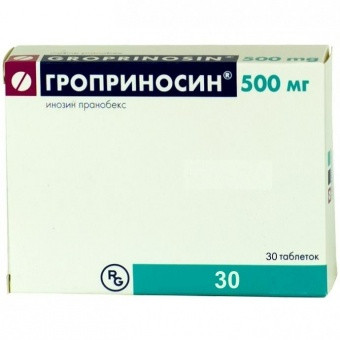 GROPRINOSIN® 500 mg
ГРОПРИНОСИН® 500 мг
инозин пранобекс
30 таблеток
RG
30